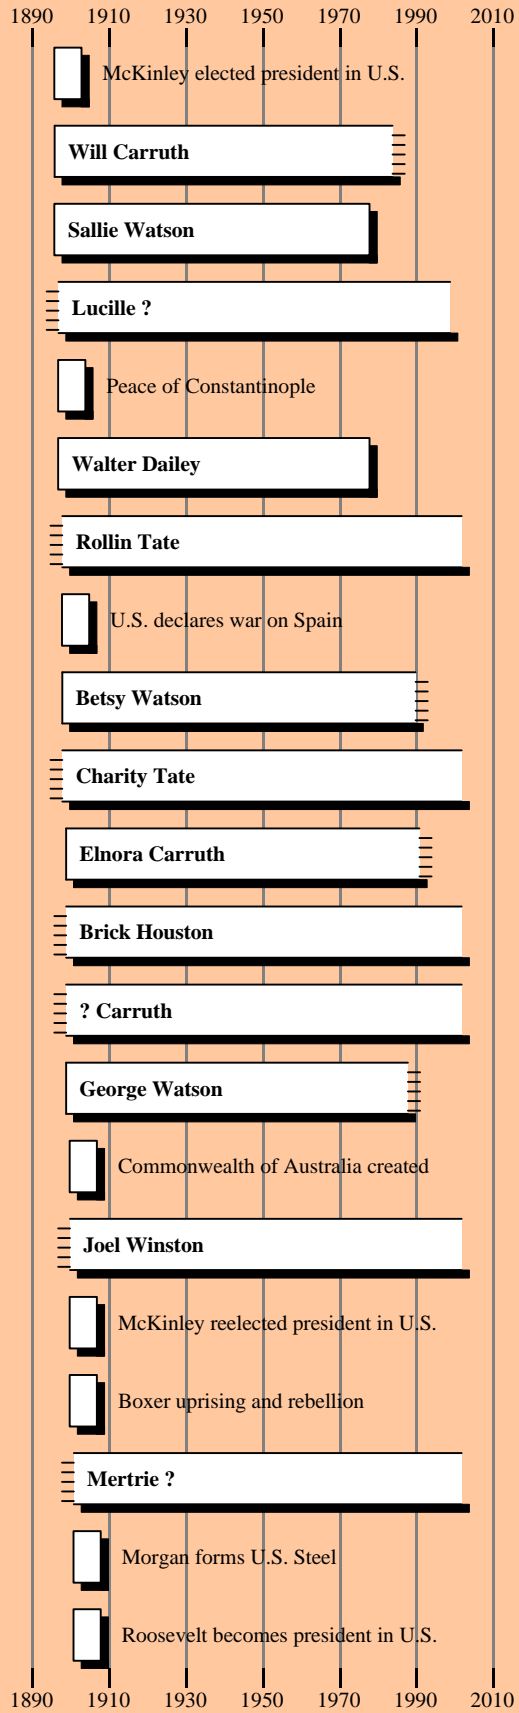 1890 1910 1930 1950 1970 1990 2010
McKinley elected president in U.S.
Will Carruth
Sallie Watson
Lucille ?
Peace of Constantinople
Walter Dailey
Rollin Tate
U.S. declares war on Spain
Betsy Watson
Charity Tate
Elnora Carruth
Brick Houston
? Carruth
George Watson
Commonwealth of Australia created
Joel Winston
McKinley reelected president in U.S.
Boxer uprising and rebellion
Mertrie ?
Morgan forms U.S. Steel
Roosevelt becomes president in U.S.
1890 1910 1930 1950 1970 1990 2010